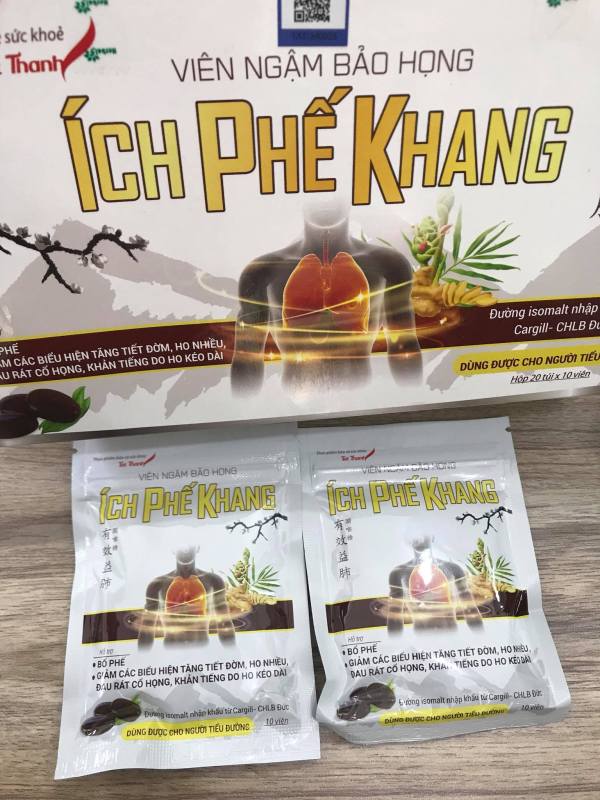 sức khoẻ
Thanh
VIÊN NGẬM BẢO HỌNG
ÍCH PHẾ KHANG
PHẾ
CÁC BIỂU HIỆN TĂNG TIẾT ĐỜM, HO NHIỀU,
RÁT CỔ HỌNG, KHẢN TIẾNG DO HO KÉO DÀI
Đường isomalt nhập
Cargill- CHLB
DÙNG ĐƯỢC CHO NGƯỜI TIỂU
Hộp 20 túi x 10 viên
Thanh
VIÊN NGẬM BẢO HỌNG
ÍCH PHẾ KHANG
有效益肺
Hỗ trợ
• BỔ PHẾ
• GIẢM CÁC BIỂU HIỆN TĂNG TIẾT ĐỜM, HO NHIỀU,
ĐAU RÁT CỔ HỌNG, KHẢN TIẾNG DO HO KÉO DÀI
Đường isomalt nhập khẩu từ Cargill- CHLB Đức
10 viên
DÙNG ĐƯỢC CHO NGƯỜI TIỂU ĐƯỜNG
Thanh
VIÊN NGẬM BẢO HỌNG
ÍCH PHẾ KHANG
有效益肺
Hỗ trợ
• BỔ PHẾ
• GIẢM CÁC BIỂU HIỆN TĂNG TIẾT ĐỜM, HO NHIỀU,
ĐAU RÁT CỔ HỌNG, KHẢN TIẾNG DO HO KÉO DÀI
Đường isomalt nhập khẩu từ Cargill- CHLB Đức
10 viên
DÙNG ĐƯỢC CHO NGƯỜI TIỂU ĐƯỜNG